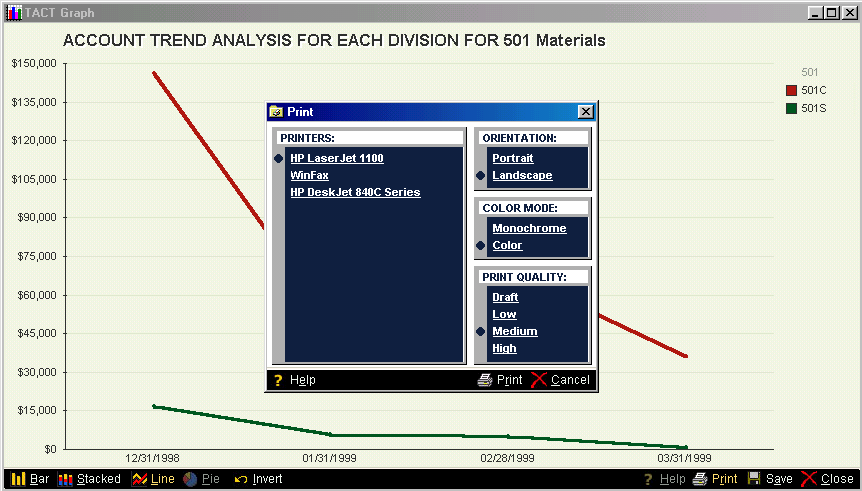 TACT Graph
ACCOUNT TREND ANALYSIS FOR EACH DIVISION FOR 501 Materials
$150,000
$135,000
$120,000
$105,000
$90,000
$75,000
$60,000
$45,000
$30,000
$15,000
$0
12/31/1998 01/31/1999 02/28/1999 03/31/1999
501
501C
501S
Print
PRINTERS:
HP LaserJet 1100
WinFax
HP DeskJet 840C Series
ORIENTATION:
Portrait
Landscape
COLOR MODE:
Monochrome
Color
PRINT QUALITY:
Draft
Low
Medium
High
? Help Print Cancel
Bar Stacked Line Pie Invert ? Help Print Save Close